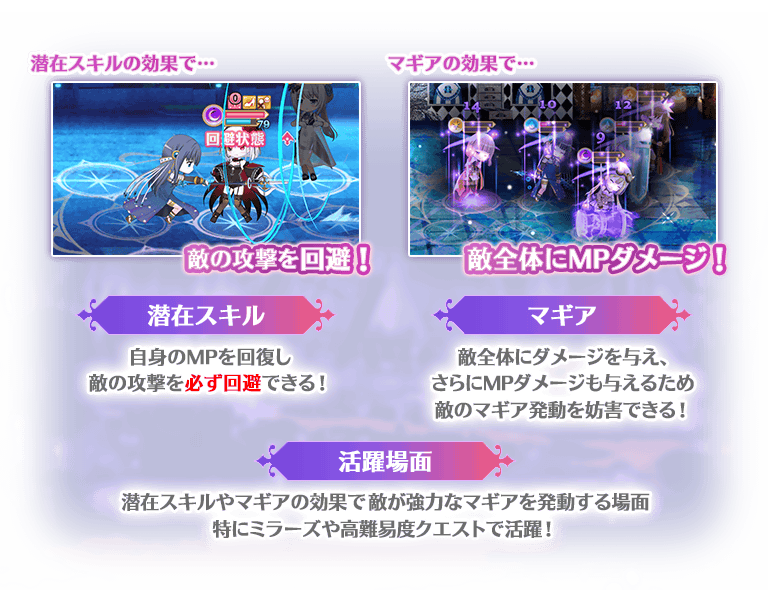 潜在スキルの効果で…
マギアの効果で…
0
79
回避状態
敵の攻撃を回避！
14
10
12
9
敵全体にMPダメージ！
潜在スキル
自身のMPを回復し
敵の攻撃を必ず回避できる！
マギア
敵全体にダメージを与え、
さらにMPダメージも与えるため
敵のマギア発動を妨害できる！
活躍場面
潜在スキルやマギアの効果で敵が強力なマギアを発動する場面
特にミラーズや高難易度クエストで活躍！